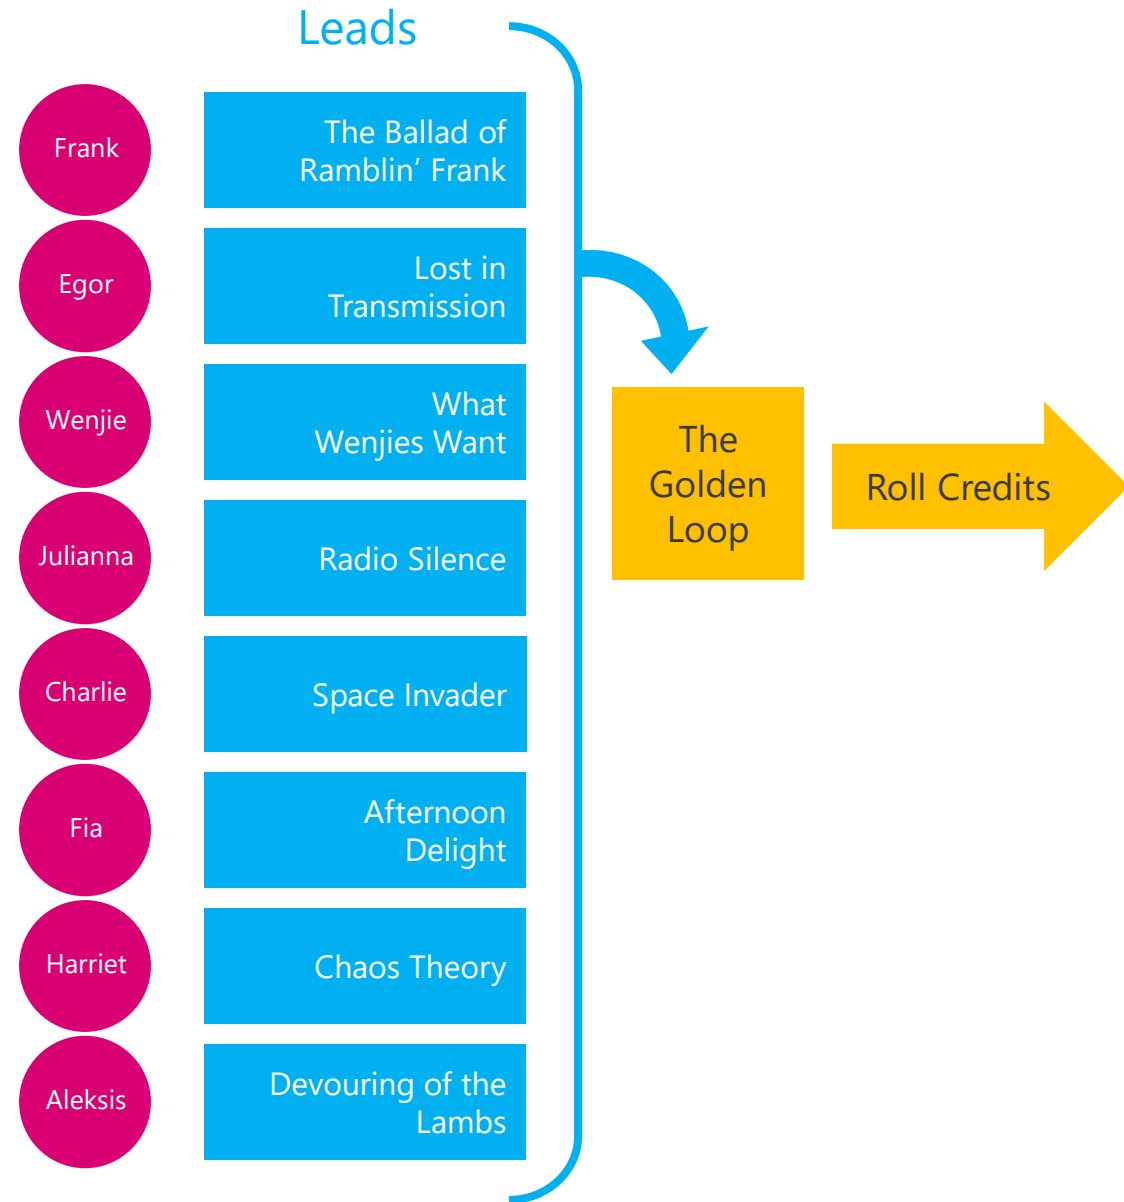 Leads
Frank
The Ballad of
Ramblin’ Frank
Egor
Lost in
Transmission
Wenjie
What
Wenjies Want
Julianna
Radio Silence
Charlie
Space Invader
Fia
Afternoon
Delight
Harriet
Chaos Theory
Aleksis
Devouring of the
Lambs
The
Golden
Loop
Roll Credits